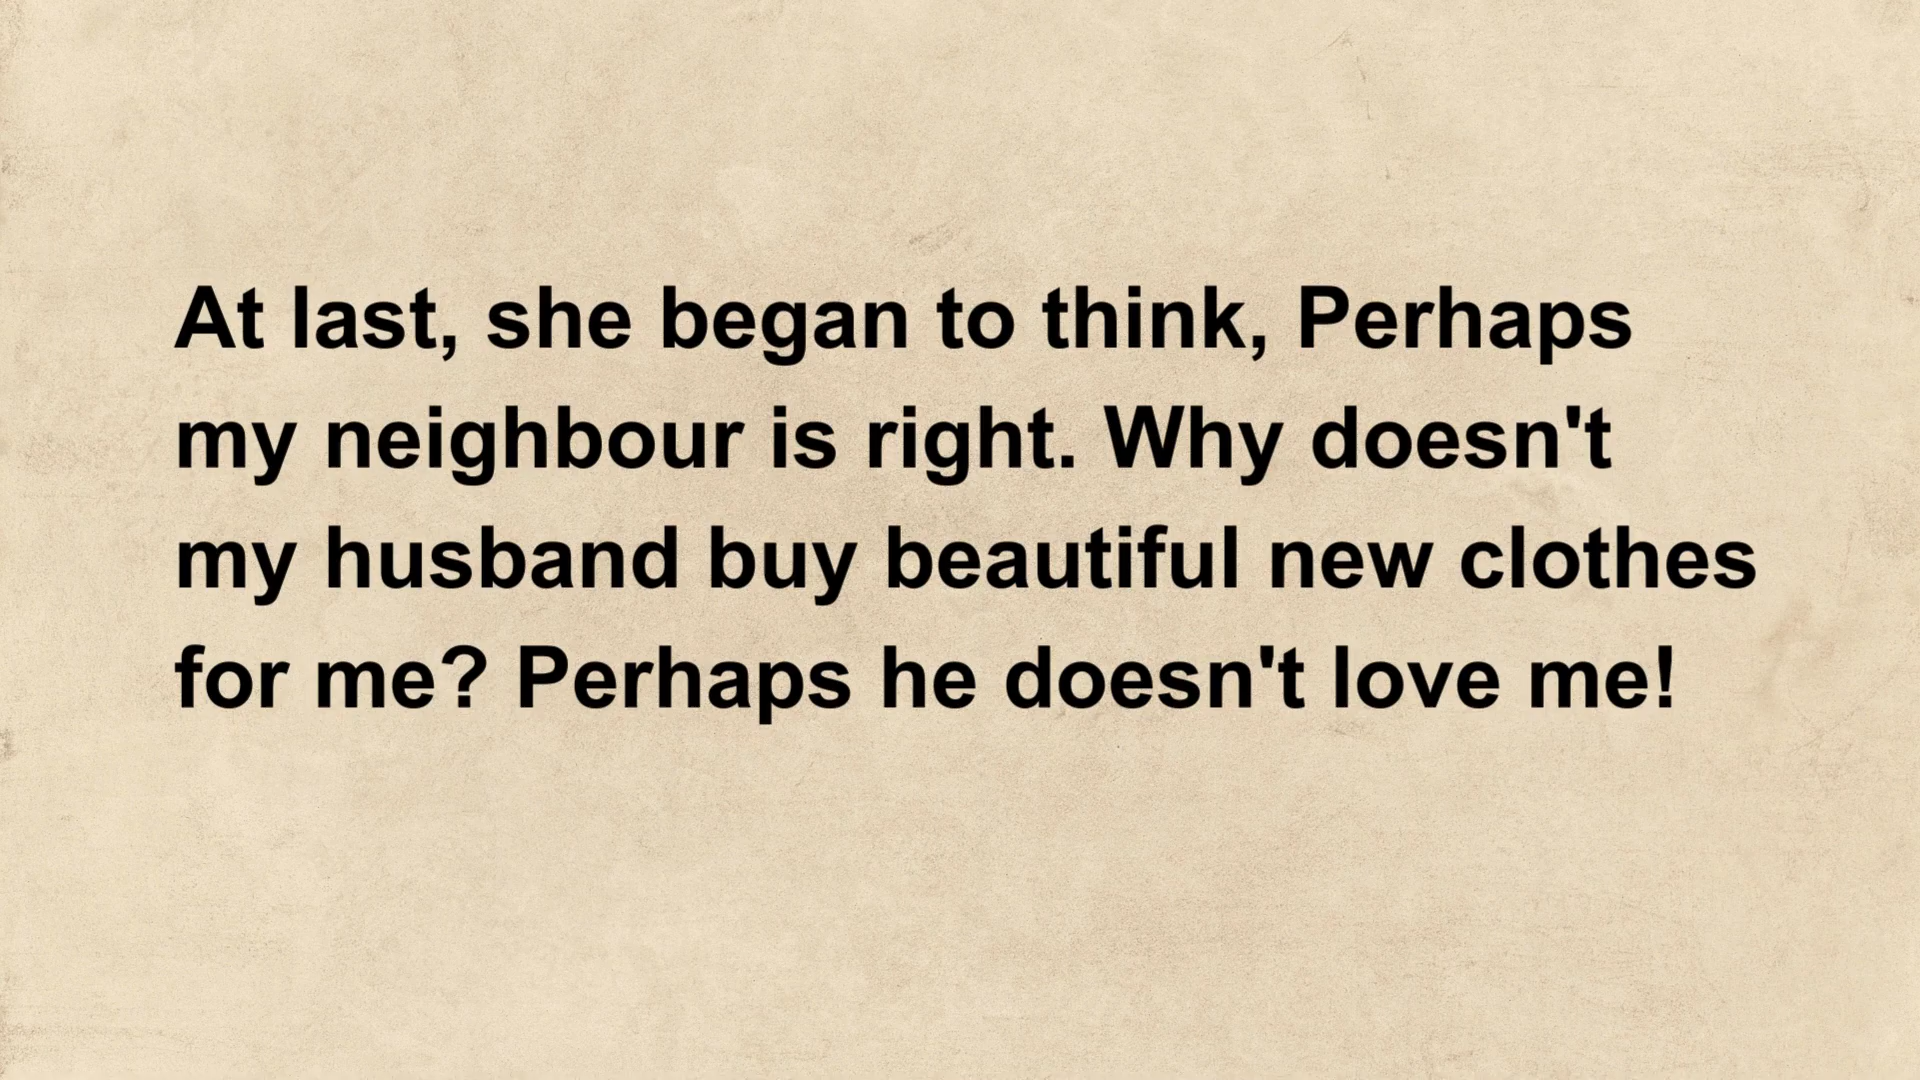 At last, she began to think, Perhaps
my neighbour is right. Why doesn't
my husband buy beautiful new clothes
for me? Perhaps he doesn't love me!